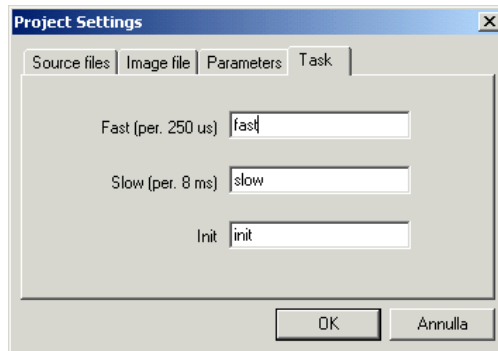 Project Settings
Source files Image file Parameters Task
Fast (per. 250 us) fast
Slow (per. 8 ms) slow
Init init
OK Annulla